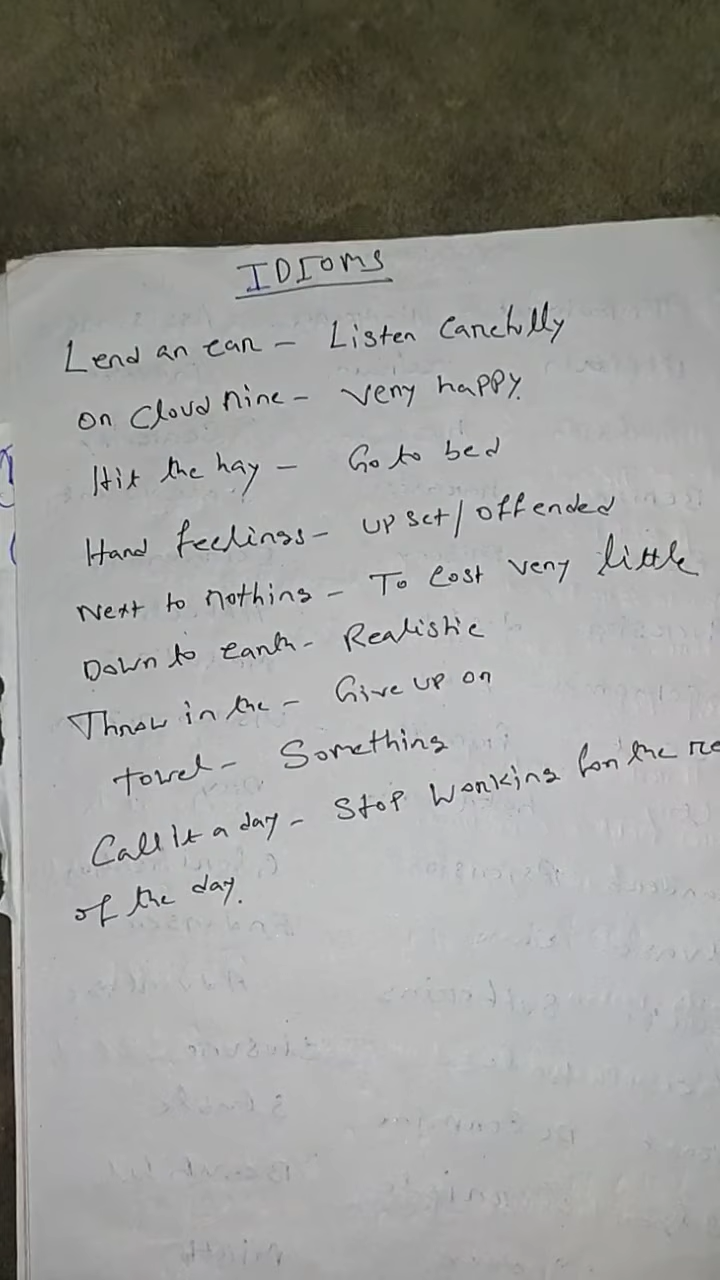 IDIOMS
Lend an ear - Listen Carefully
on cloud nine - very happy.
Hit the hay - Go to bed
Hard feelings - upset/offended
Next to nothing - To cost very little
Down to earth - Realistic
Throw in the - Give up on
towel - Something
Call it a day - Stop working for the re
of the day.